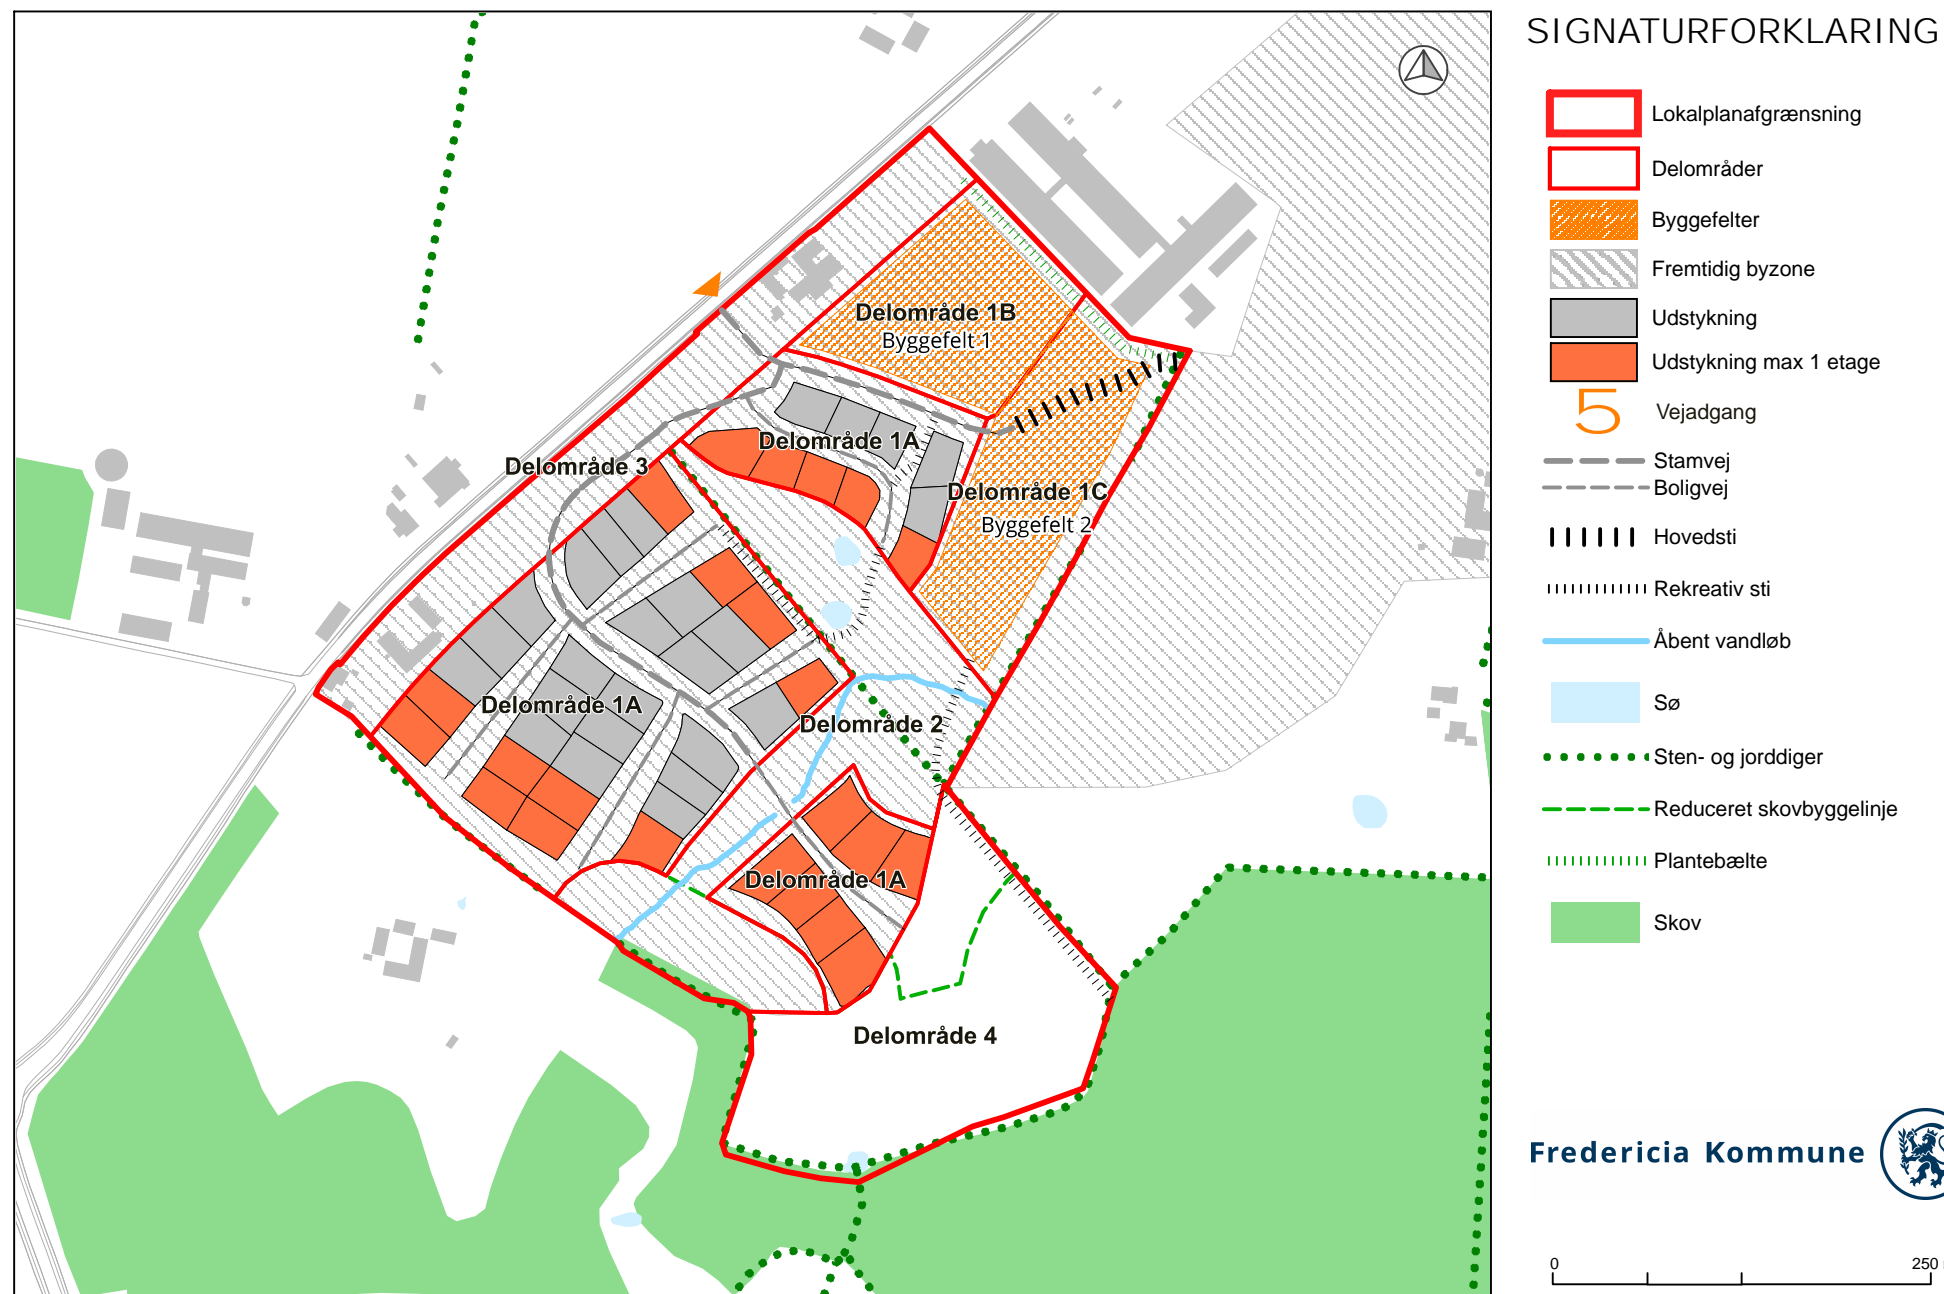 SIGNATURFORKLARING
Lokalplanafgrænsning
Delområder
Byggefelter
Fremtidig byzone
Udstykning
Udstykning max 1 etage
5 Vejadgang
Stamvej
Boligvej
Hovedsti
Rekreativ sti
Åbent vandløb
Sø
Sten- og jorddiger
Reduceret skovbyggelinje
Plantebælte
Skov
Delområde 1B
Byggefelt 1
Delområde 1A
Delområde 3
Delområde 1C
Byggefelt 2
Delområde 1A
Delområde 2
Delområde 1A
Delområde 4
Fredericia Kommune
0 250